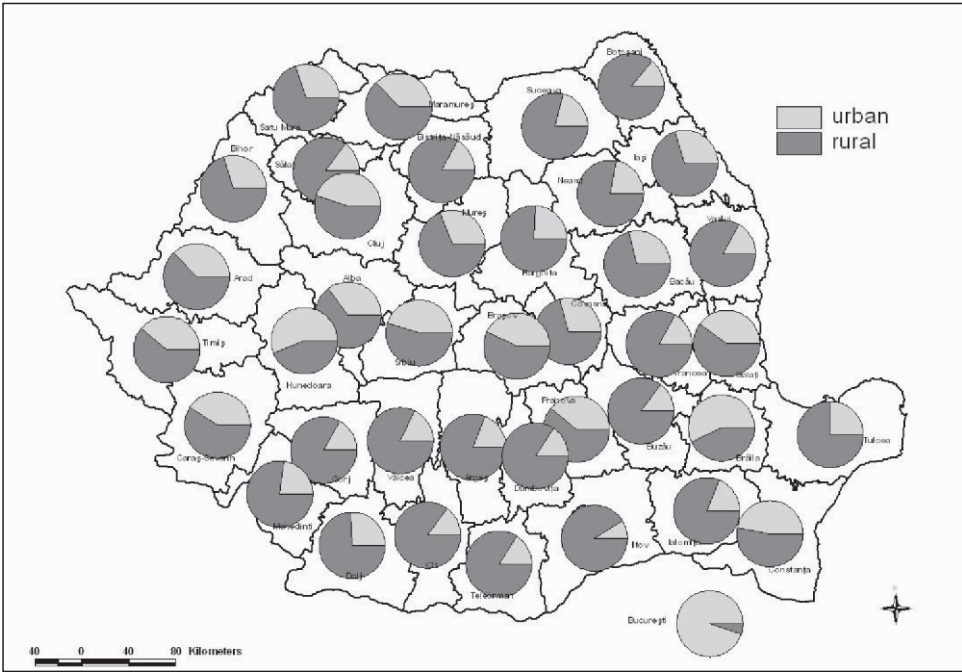 Botoşani
Suceava
urban
rural
Maramureş
Satu Mare
Bistriţa-Năsăud
Iaşi
Bihor
Sălaj
Neamţ
Mureş
Vaslui
Cluj
Harghita
Arad
Alba
Bacău
Covasna
Braşov
Timiş
Sibiu
Vrancea
Galaţi
Hunedoara
Prahova
Tulcea
Caraş-Severin
Gorj
Vâlcea
Argeş
Dâmboviţa
Buzău
Brăila
Mehedinti
Ialomiţa
Ilfov
Constanţa
Dolj
Olt
Teleorman
Bucureşti
40 0 40 80 Kilometers